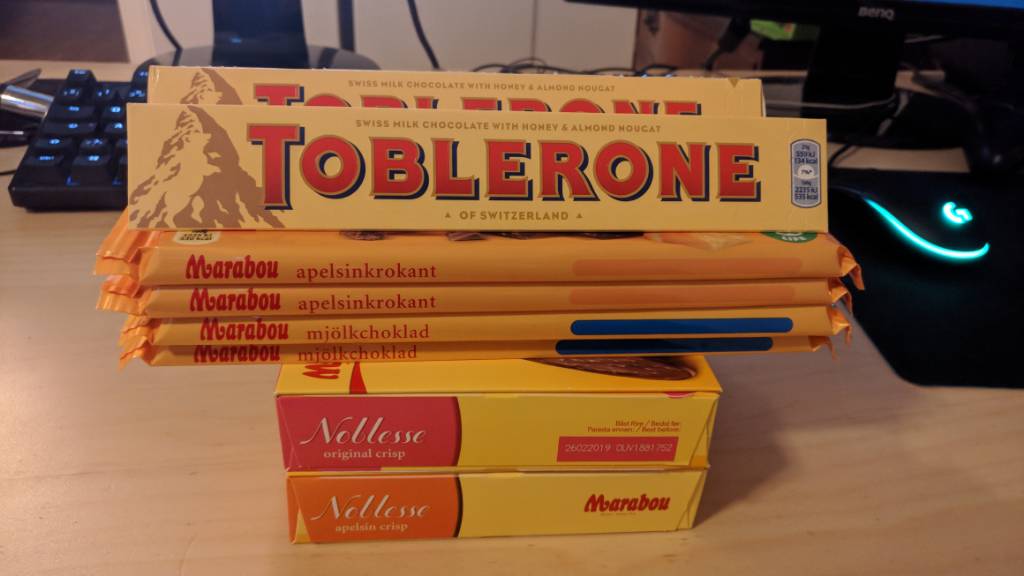 BENQ
SWISS MILK CHOCOLATE WITH HONEY & ALMOND NOUGAT
TOBLERONE
SWISS MILK CHOCOLATE WITH HONEY & ALMOND NOUGAT
TOBLERONE
OF SWITZERLAND
Marabou apelsinkrokant
Marabou apelsinkrokant
Marabou mjölkchoklad
Marabou mjölkchoklad
Noblesse
original crisp
Bäst före / Bedst før:
Parasta ennen: / Best before:
26022019
Noblesse
apelsin crisp
Marabou